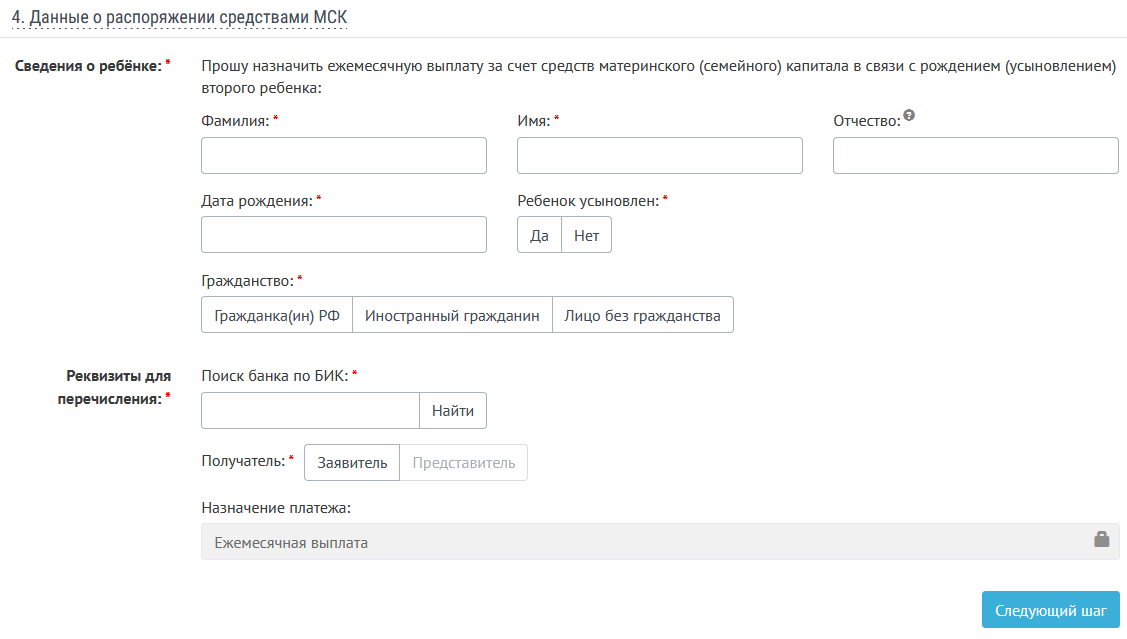 4. Данные о распоряжении средствами МСК
Сведения о ребёнке: *
Прошу назначить ежемесячную выплату за счет средств материнского (семейного) капитала в связи с рождением (усыновлением)
второго ребенка:
Фамилия: * Имя: * Отчество: ?
Дата рождения: * Ребенок усыновлен: *
Да Нет
Гражданство: *
Гражданка(ин) РФ Иностранный гражданин Лицо без гражданства
Реквизиты для
перечисления: *
Поиск банка по БИК: *
Найти
Получатель: * Заявитель Представитель
Назначение платежа:
Ежемесячная выплата
Следующий шаг